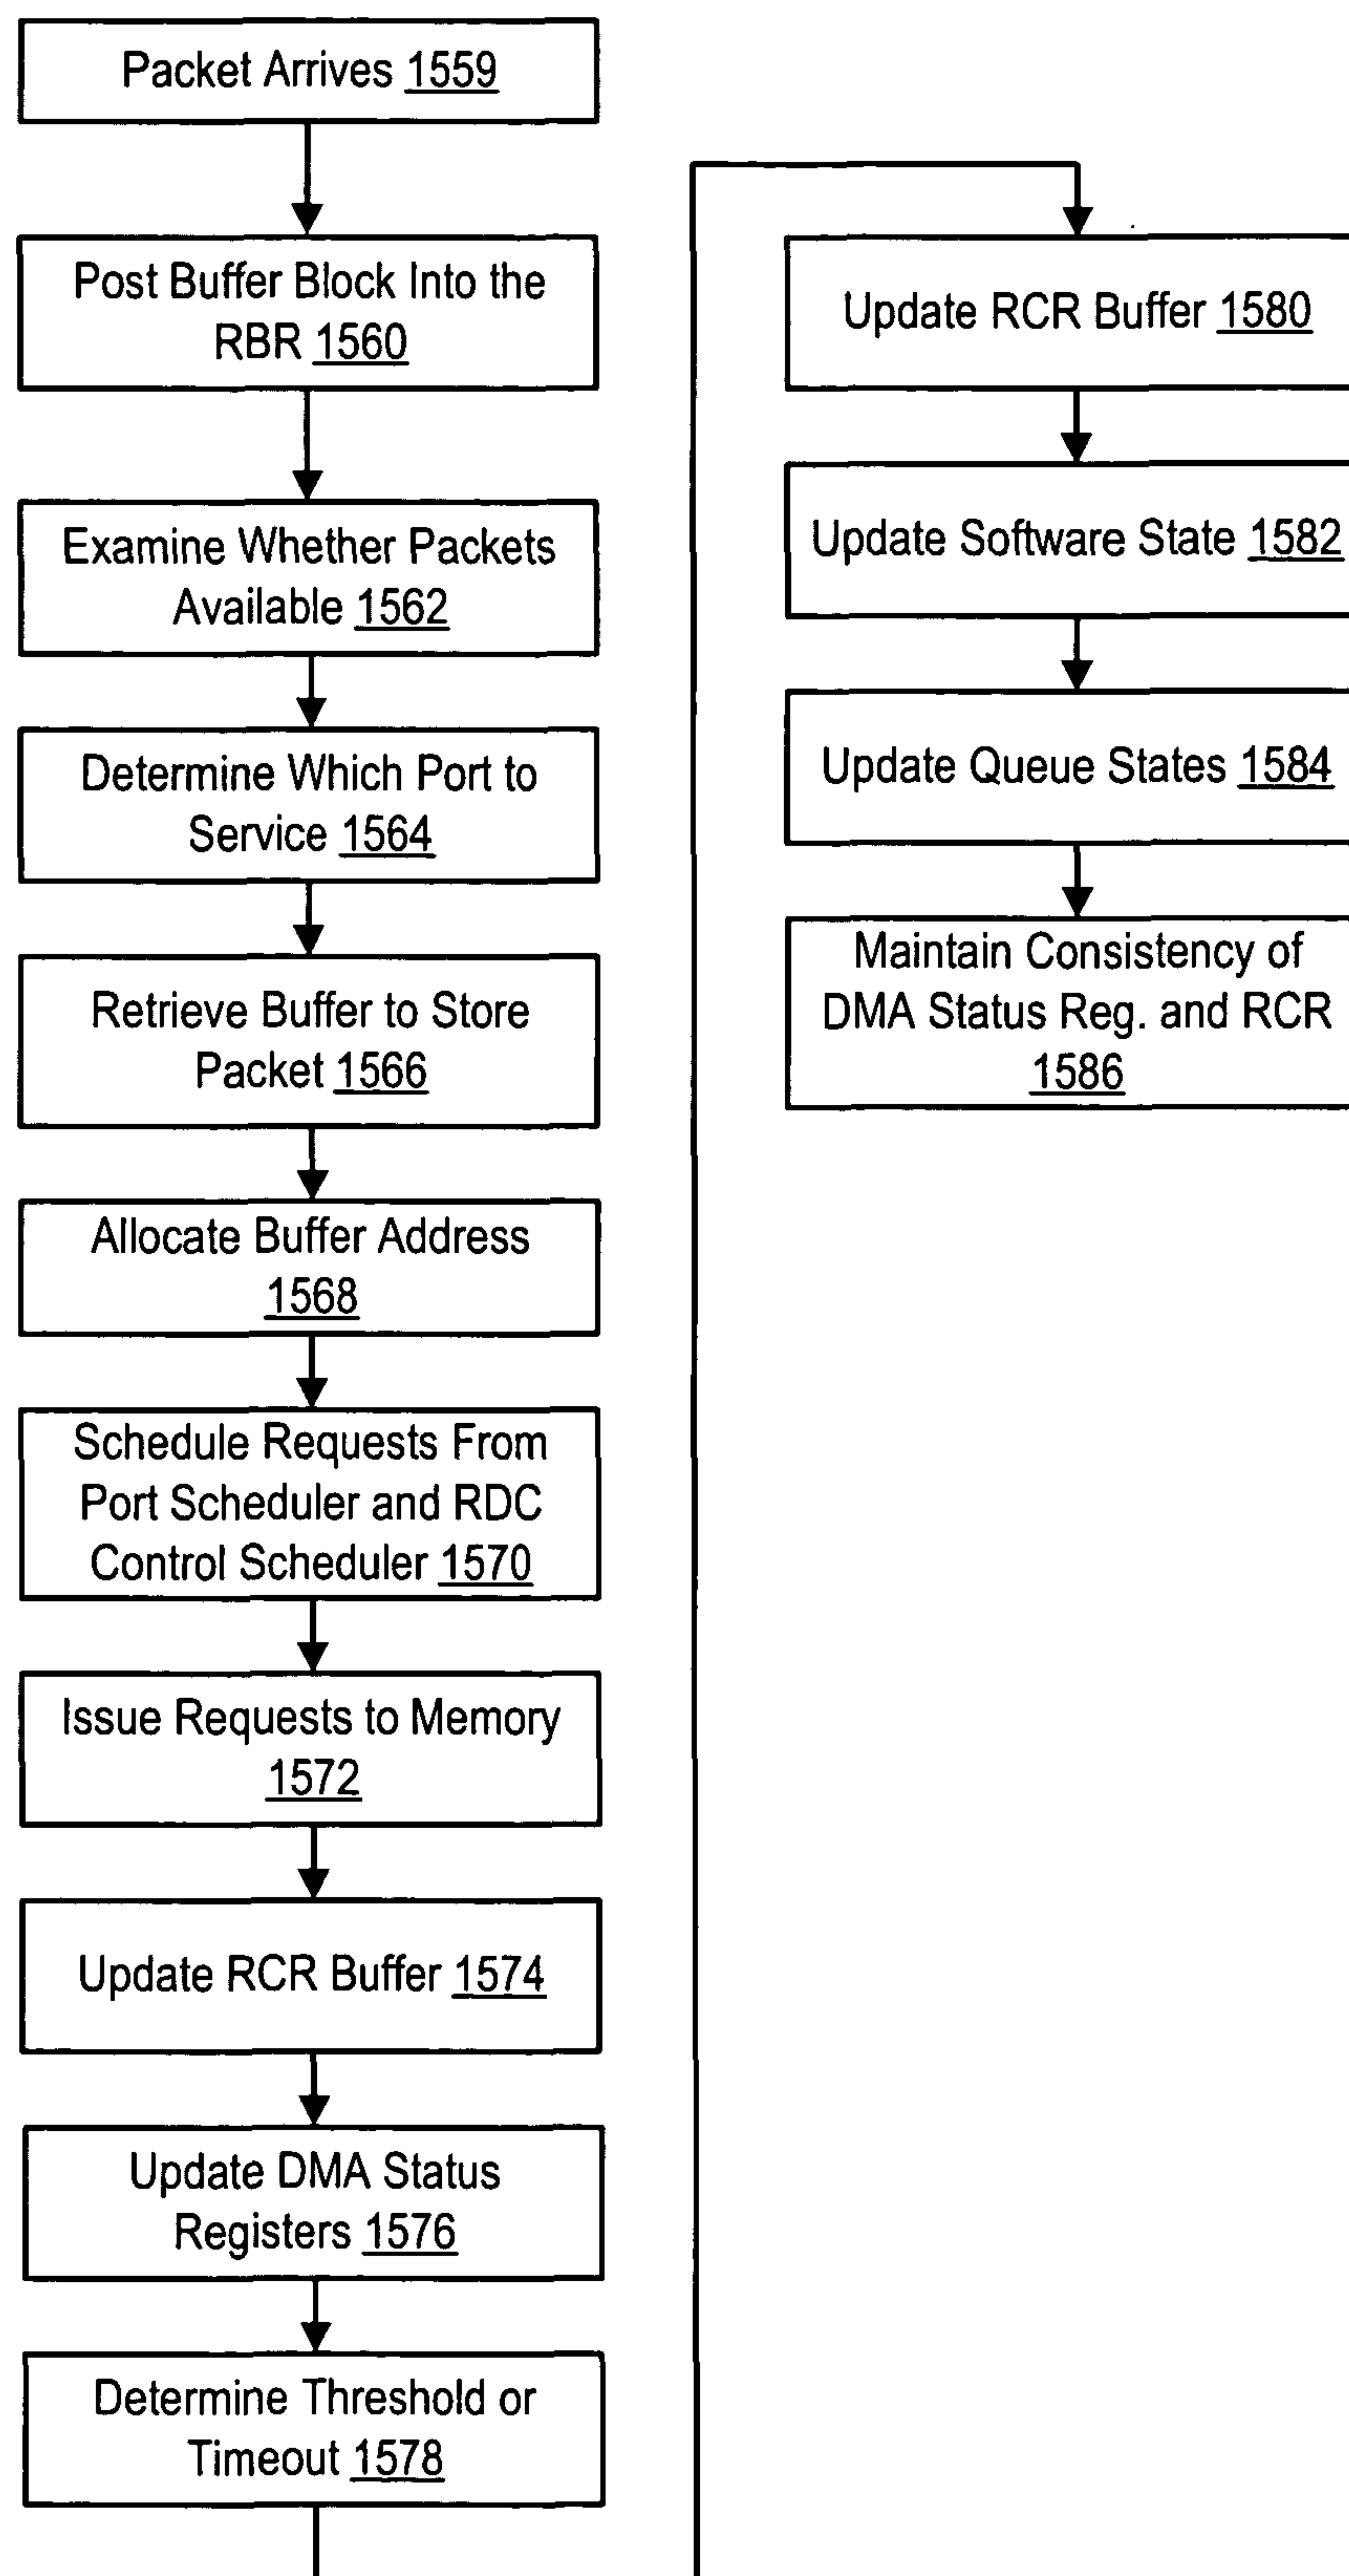 Packet Arrives 1559
Post Buffer Block Into the
RBR 1560
Examine Whether Packets
Available 1562
Determine Which Port to
Service 1564
Retrieve Buffer to Store
Packet 1566
Allocate Buffer Address
1568
Schedule Requests From
Port Scheduler and RDC
Control Scheduler 1570
Issue Requests to Memory
1572
Update RCR Buffer 1574
Update DMA Status
Registers 1576
Determine Threshold or
Timeout 1578
Update RCR Buffer 1580
Update Software State 1582
Update Queue States 1584
Maintain Consistency of
DMA Status Reg. and RCR
1586